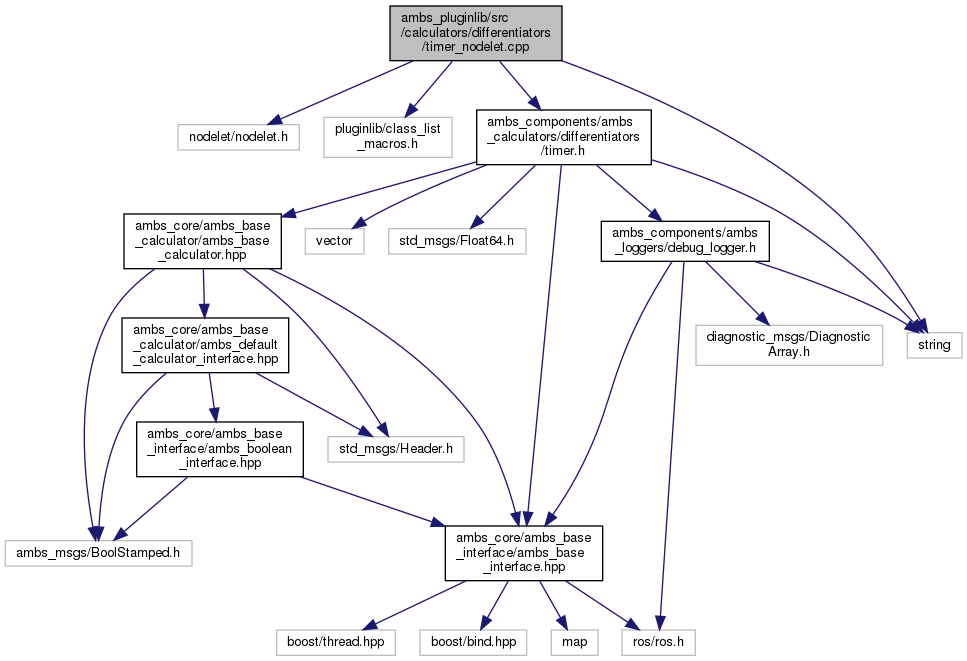 ambs_pluginlib/src
/calculators/differentiators
/timer_nodelet.cpp
nodelet/nodelet.h
pluginlib/class_list
_macros.h
ambs_components/ambs
_calculators/differentiators
/timer.h
ambs_core/ambs_base
_calculator/ambs_base
_calculator.hpp
vector
std_msgs/Float64.h
ambs_components/ambs
_loggers/debug_logger.h
ambs_core/ambs_base
_calculator/ambs_default
_calculator_interface.hpp
diagnostic_msgs/Diagnostic
Array.h
string
ambs_core/ambs_base
_interface/ambs_boolean
_interface.hpp
std_msgs/Header.h
ambs_msgs/BoolStamped.h
ambs_core/ambs_base
_interface/ambs_base
_interface.hpp
boost/thread.hpp
boost/bind.hpp
map
ros/ros.h